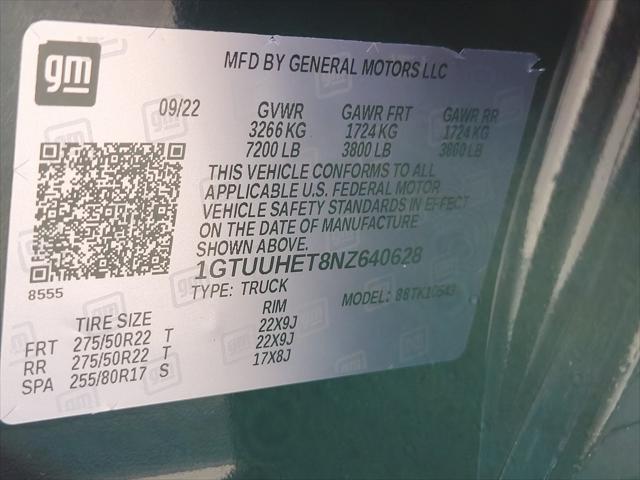 gm
MFD BY GENERAL MOTORS LLC
09/22 GVWR GAWR FRT GAWR RR
3266 KG 1724 KG 1724 KG
7200 LB 3800 LB 3800 LB
THIS VEHICLE CONFORMS TO ALL
APPLICABLE U.S. FEDERAL MOTOR
VEHICLE SAFETY STANDARDS IN EFFECT
ON THE DATE OF MANUFACTURE
SHOWN ABOVE.
1GTUUHET8NZ640628
8555
TYPE: TRUCK MODEL: 88TK10543
TIRE SIZE RIM
FRT 275/50R22 T 22X9J
RR 275/50R22 T 22X9J
SPA 255/80R17 S 17X8J